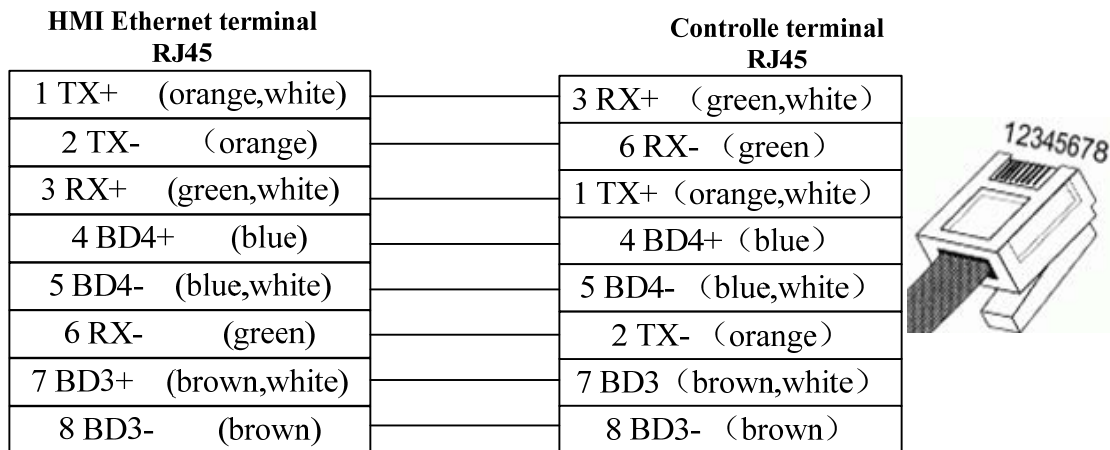 HMI Ethernet terminal
RJ45
1 TX+ (orange,white)
2 TX- （orange)
3 RX+ (green,white)
4 BD4+ (blue)
5 BD4- (blue,white)
6 RX- (green)
7 BD3+ (brown,white)
8 BD3- (brown)
Controlle terminal
RJ45
3 RX+ （green,white）
6 RX- （green）
1 TX+（orange,white）
4 BD4+（blue）
5 BD4- （blue,white）
2 TX- （orange）
7 BD3（brown,white）
8 BD3- （brown）
12345678